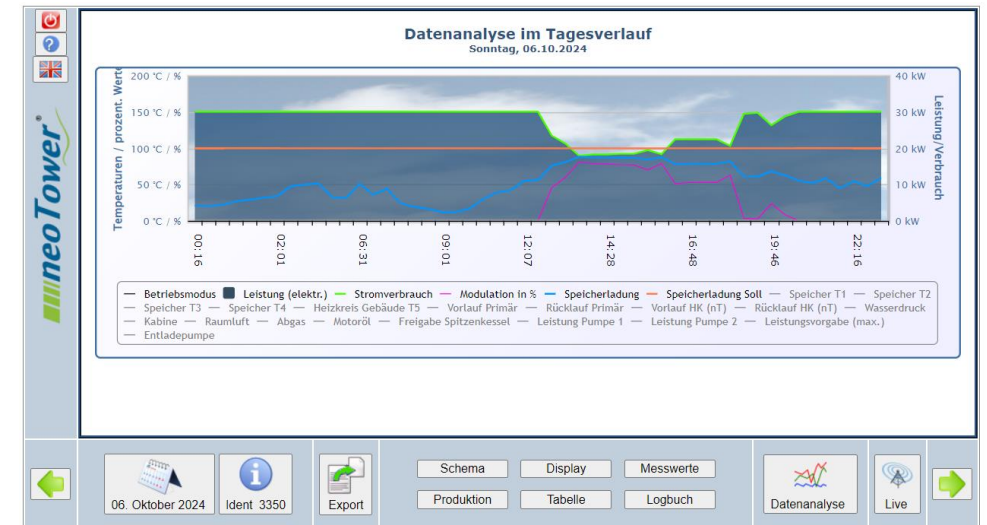 Datenanalyse im Tagesverlauf
Sonntag, 06.10.2024
Temperaturen / prozent. Werte
200 °C / %
150 °C / %
100 °C / %
50 °C / %
0 °C / %
40 kW
30 kW
20 kW
10 kW
0 kW
Leistung/Verbrauch
00:16
02:01
06:31
09:01
12:07
14:28
16:48
19:46
22:16
Betriebsmodus Leistung (elektr.) Stromverbrauch Modulation in % Speicherladung Speicherladung Soll Speicher T1 Speicher T2
Speicher T3 Speicher T4 Heizkreis Gebäude T5 Vorlauf Primär Rücklauf Primär Vorlauf HK (nT) Rücklauf HK (nT) Wasserdruck
Kabine Raumluft Abgas Motoröl Freigabe Spitzenkessel Leistung Pumpe 1 Leistung Pumpe 2 Leistungsvorgabe (max.)
Entladepumpe
neoTower®
06. Oktober 2024
Ident 3350
Export
Schema
Display
Messwerte
Produktion
Tabelle
Logbuch
Datenanalyse
Live